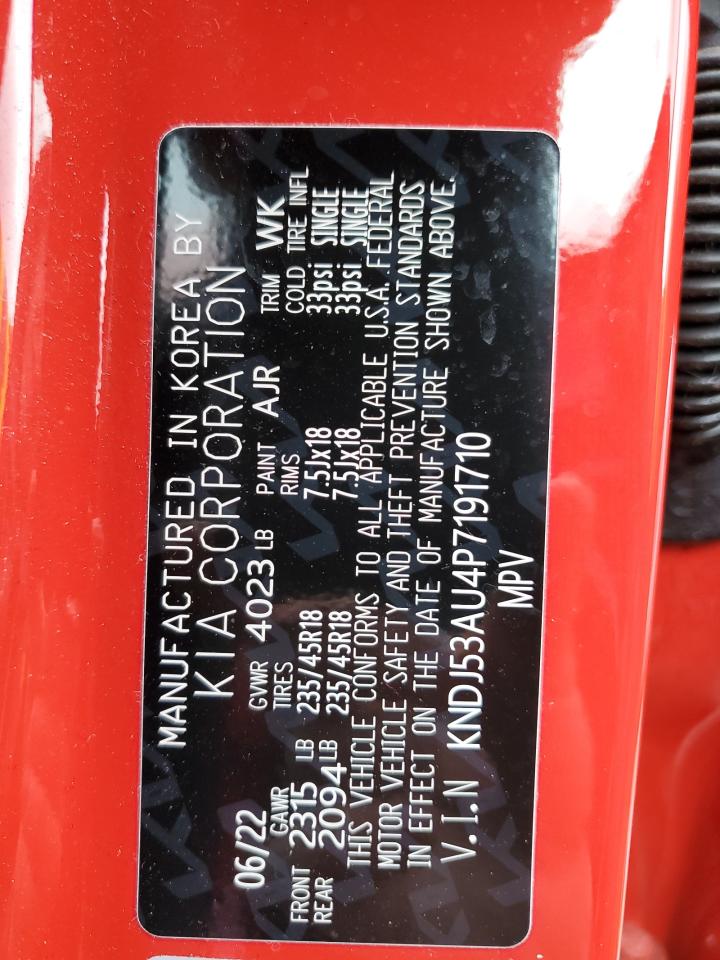 MANUFACTURED IN KOREA BY
KIA CORPORATION
06/22 GVWR 4023 LB PAINT AJR TRIM WK
GAWR TIRES RIMS COLD TIRE INFL
FRONT 2315 LB 235/45R18 7.5Jx18 33psi SINGLE
REAR 2094 LB 235/45R18 7.5Jx18 33psi SINGLE
THIS VEHICLE CONFORMS TO ALL APPLICABLE U.S.A. FEDERAL
MOTOR VEHICLE SAFETY AND THEFT PREVENTION STANDARDS
IN EFFECT ON THE DATE OF MANUFACTURE SHOWN ABOVE.
V.I.N KNDJ53AU4P7191710
MPV